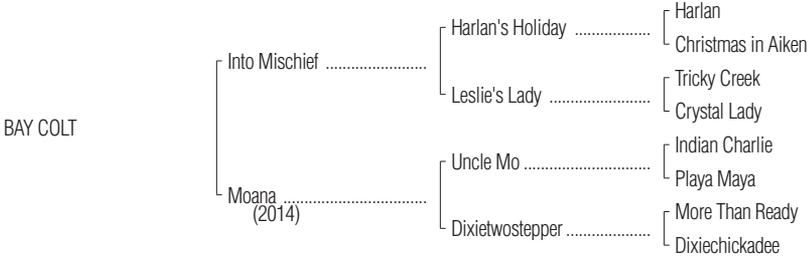 Harlan
Harlan's Holiday ..................
Christmas in Aiken
Into Mischief ........................
Tricky Creek
Leslie's Lady ........................
Crystal Lady
BAY COLT
Indian Charlie
Uncle Mo ..............................
Playa Maya
Moana ..................................
(2014)
More Than Ready
Dixietwostepper ....................
Dixiechickadee